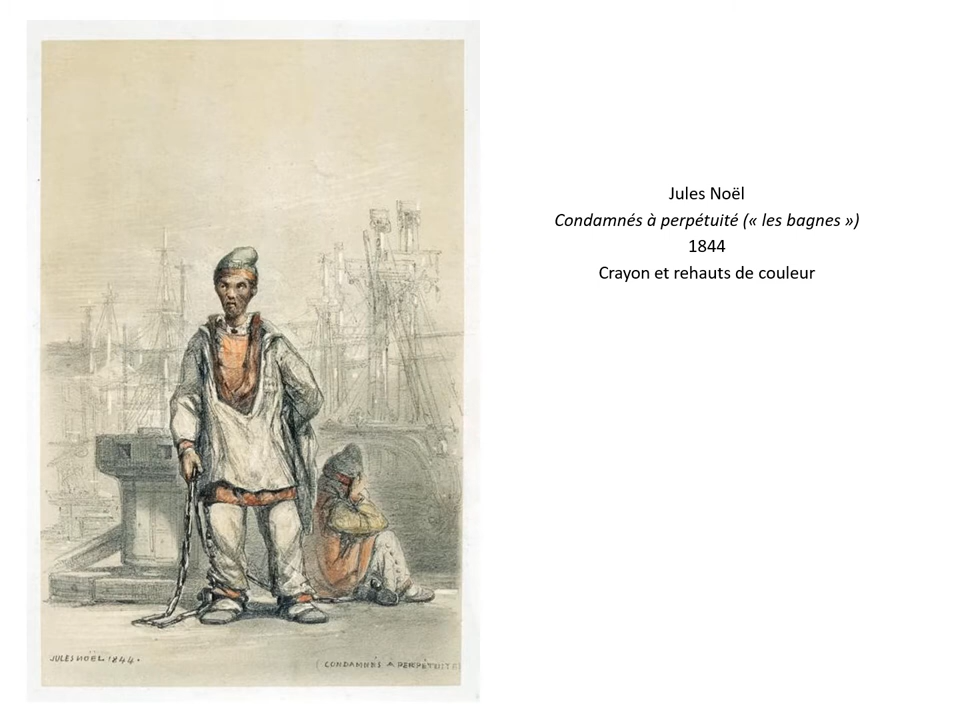 Jules Noël
Condamnés à perpétuité (« les bagnes »)
1844
Crayon et rehauts de couleur
JULES NOËL 1844.
(CONDAMNÉS A PERPÉTUITÉ)